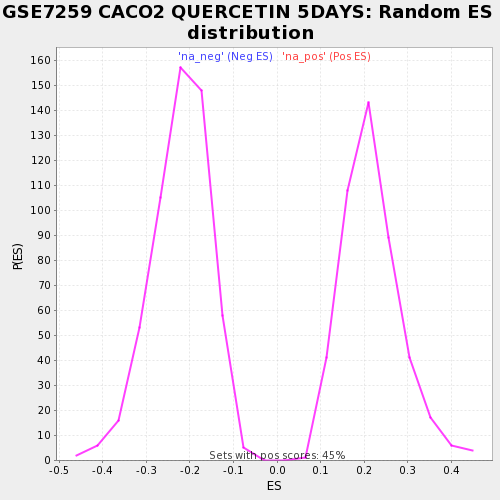 GSE7259 CACO2 QUERCETIN 5DAYS: Random ES
distribution
'na_neg' (Neg ES) 'na_pos' (Pos ES)
160
150
140
130
120
110
100
90
80
70
60
50
40
30
20
10
0
P(ES)
Sets with pos scores: 45%
-0.5 -0.4 -0.3 -0.2 -0.1 0.0 0.1 0.2 0.3 0.4
ES